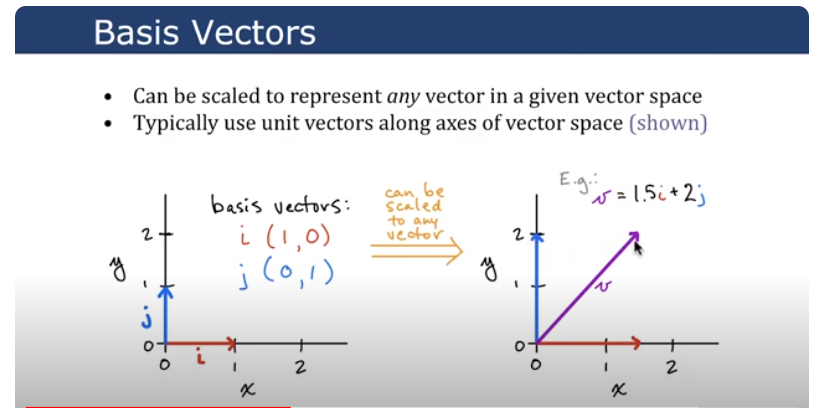 Basis Vectors
• Can be scaled to represent any vector in a given vector space
• Typically use unit vectors along axes of vector space (shown)
basis vectors:
i (1,0)
j (0,1)
y
2
1
0
j
i
0
1
2
x
can be
scaled
to any
vector
E.g.:
v = 1.5i + 2j
y
2
1
0
v
0
1
2
x